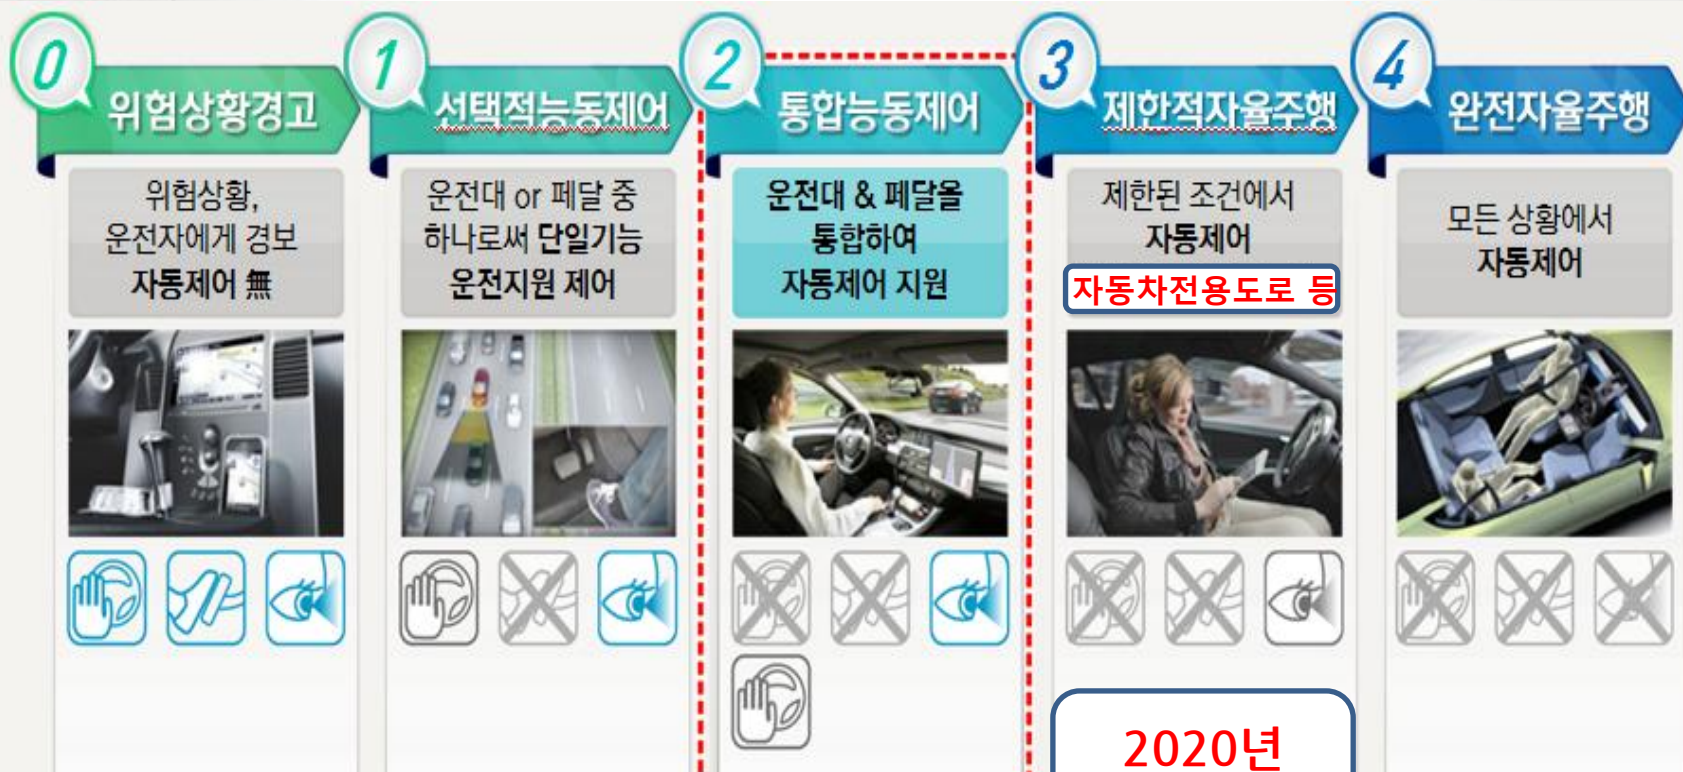 0
위험상황경고
위험상황,
운전자에게 경보
자동제어 無
1
선택적능동제어
운전대 or 페달 중
하나로써 단일기능
운전지원 제어
2
통합능동제어
운전대 & 페달을
통합하여
자동제어 지원
3
제한적자율주행
제한된 조건에서
자동제어
자동차전용도로 등
2020년
4
완전자율주행
모든 상황에서
자동제어